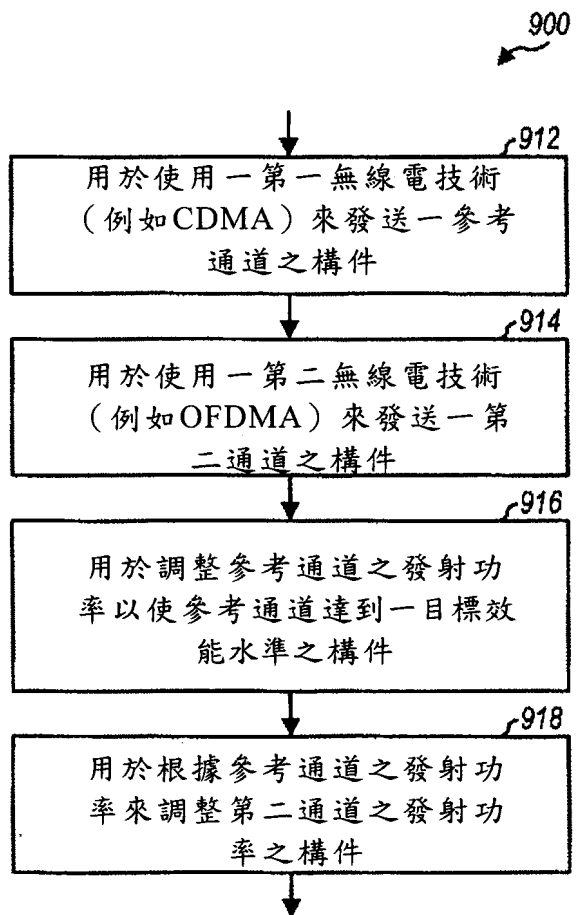 900
912
用於使用一第一無線電技術
（例如CDMA）來發送一參考
通道之構件
914
用於使用一第二無線電技術
（例如OFDMA）來發送一第
二通道之構件
916
用於調整參考通道之發射功
率以使參考通道達到一目標效
能水準之構件
918
用於根據參考通道之發射功
率來調整第二通道之發射功
率之構件